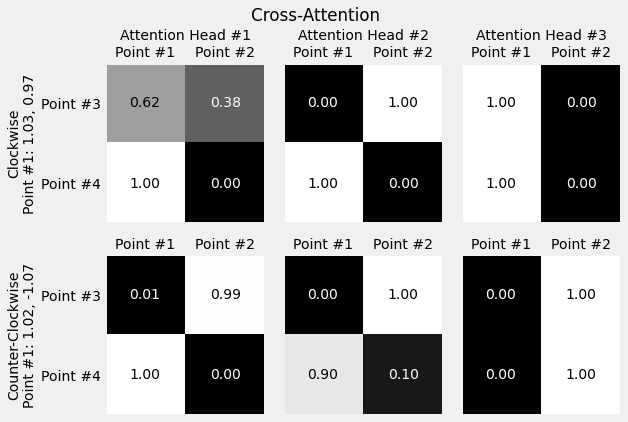 Cross-Attention
Attention Head #1 Attention Head #2 Attention Head #3
Point #1 Point #2 Point #1 Point #2 Point #1 Point #2
Clockwise
Point #1: 1.03, 0.97
Point #3 0.62 0.38 0.00 1.00 1.00 0.00
Point #4 1.00 0.00 1.00 0.00 1.00 0.00
Point #1 Point #2 Point #1 Point #2 Point #1 Point #2
Counter-Clockwise
Point #1: 1.02, -1.07
Point #3 0.01 0.99 0.00 1.00 0.00 1.00
Point #4 1.00 0.00 0.90 0.10 0.00 1.00